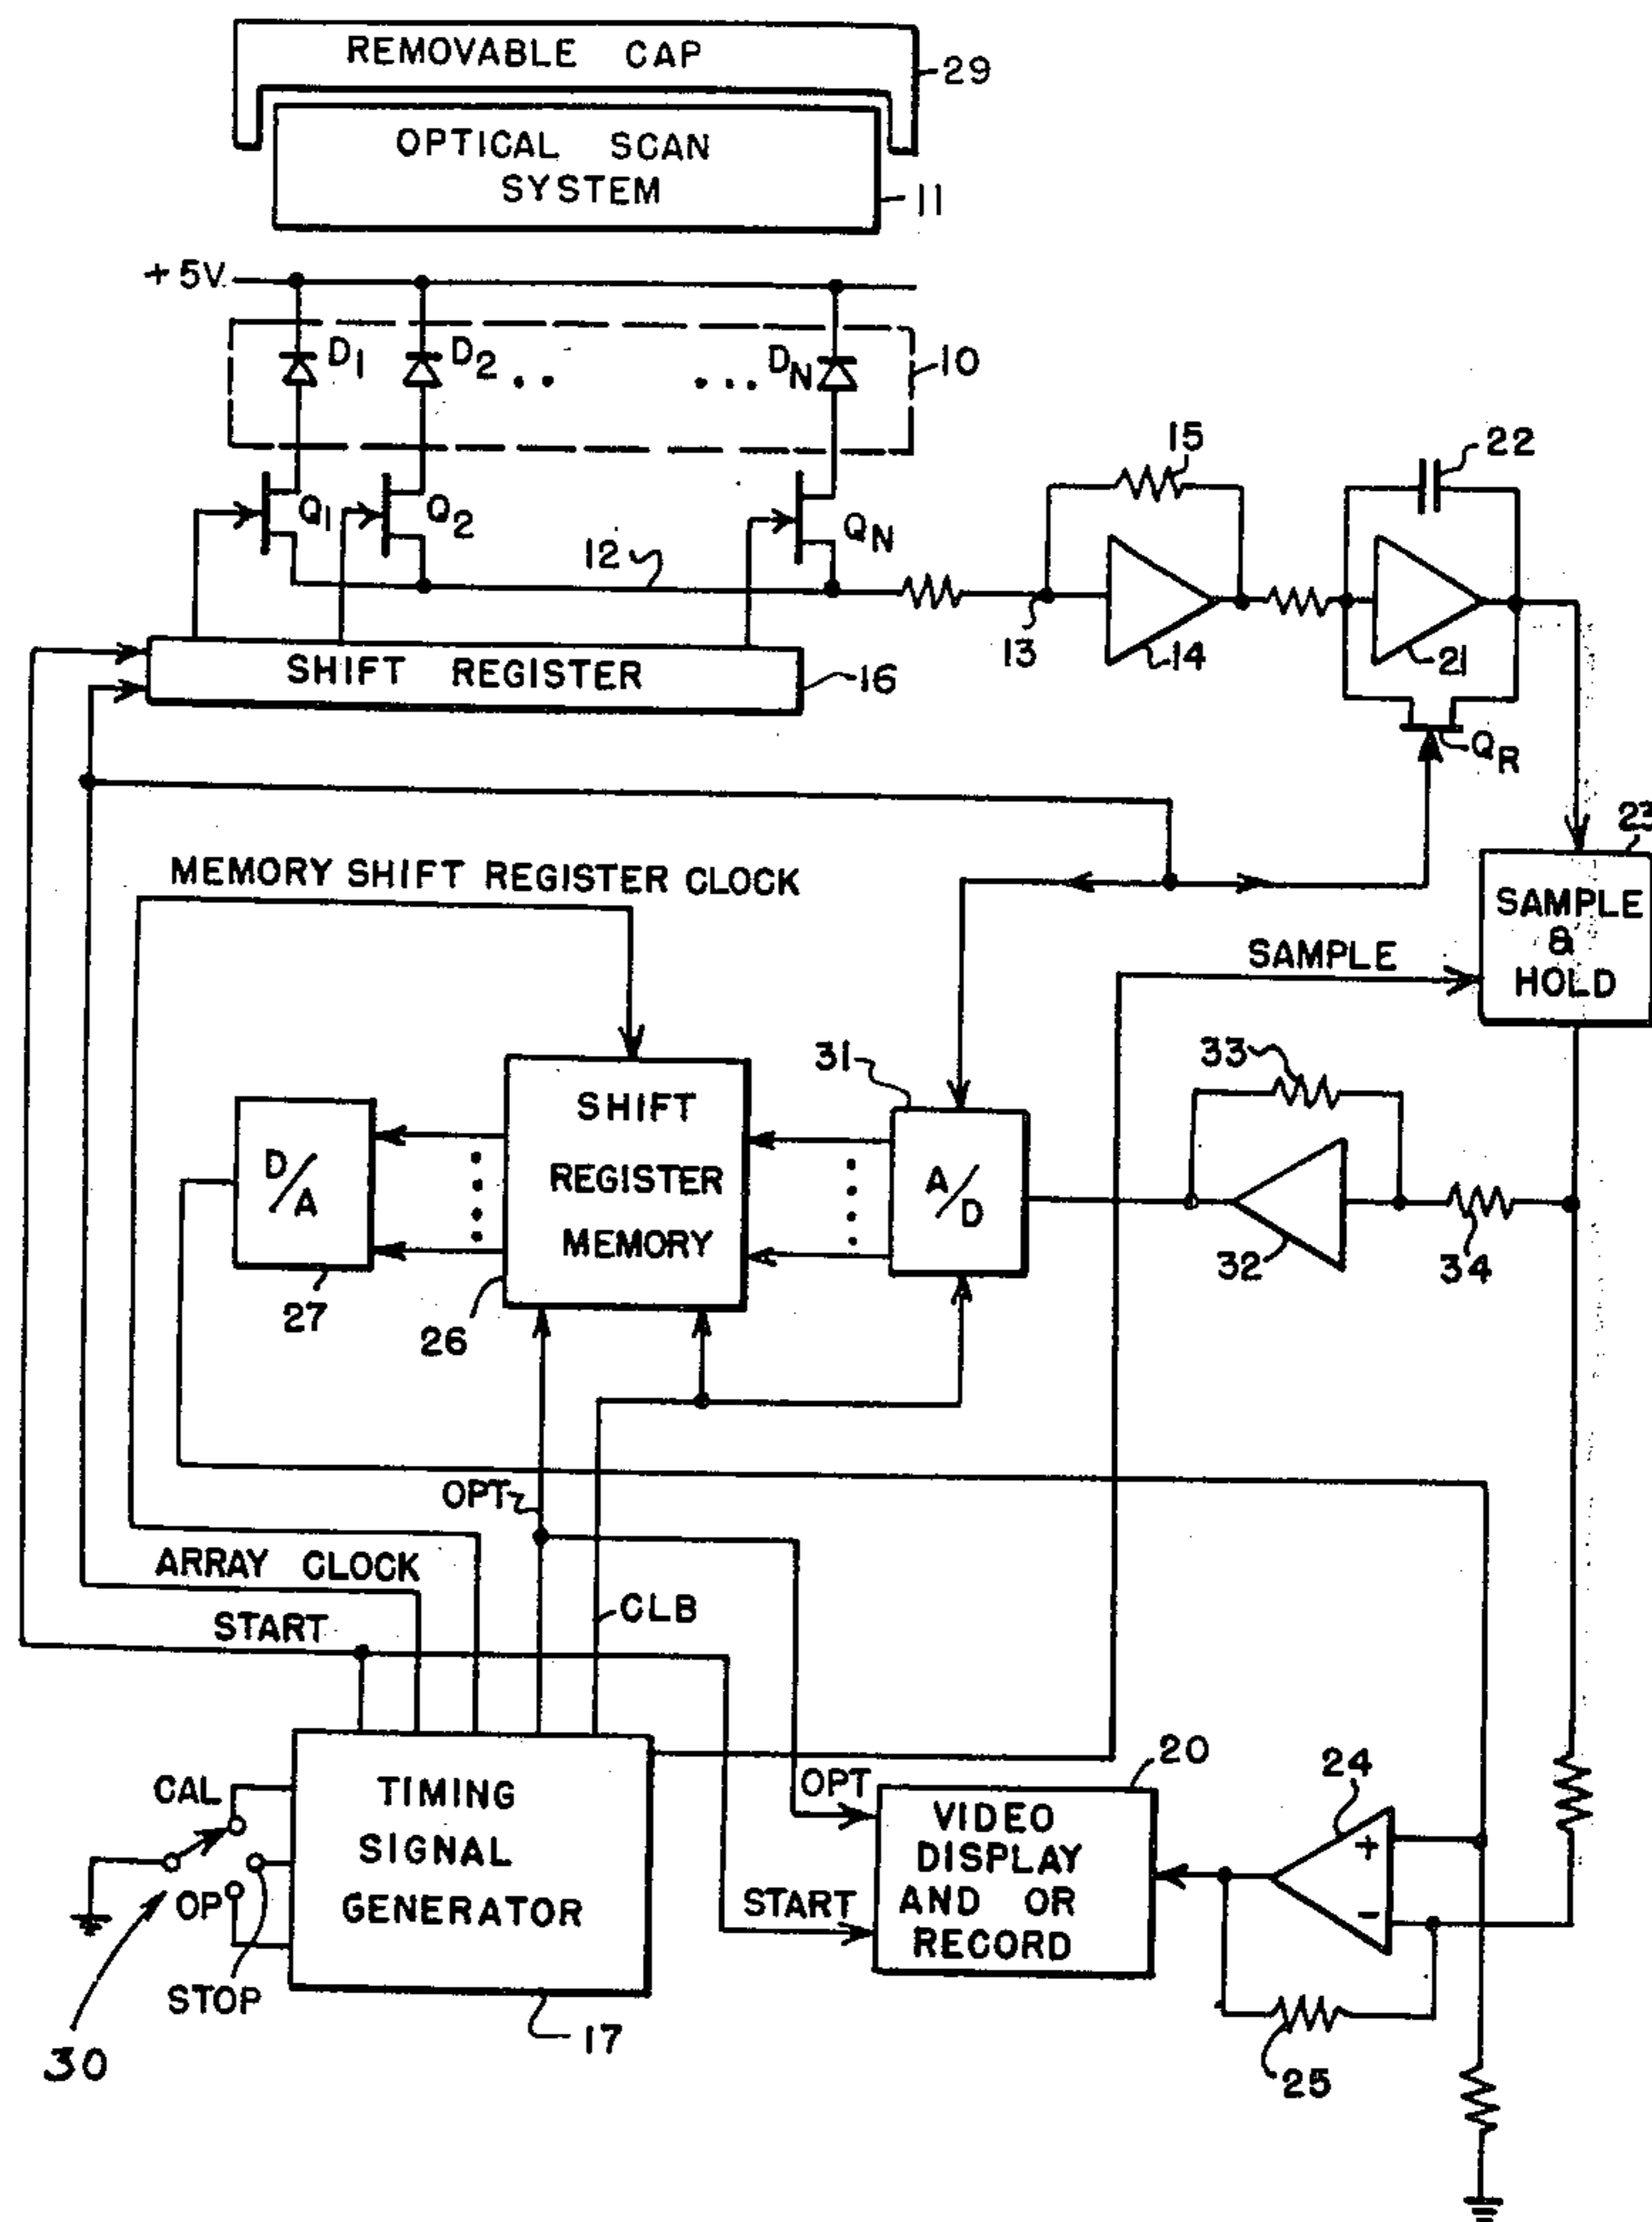 REMOVABLE CAP
29
OPTICAL SCAN
SYSTEM
11
+5V
D1
D2
DN
10
Q1
Q2
QN
12
13
14
15
22
21
QR
SHIFT REGISTER
16
23
SAMPLE
&
HOLD
MEMORY SHIFT REGISTER CLOCK
SAMPLE
31
33
SHIFT
REGISTER
MEMORY
D/A
A/D
32
34
27
26
OPT
ARRAY CLOCK
START
CLB
CAL
OP
STOP
30
TIMING
SIGNAL
GENERATOR
17
OPT
START
20
VIDEO
DISPLAY
AND OR
RECORD
24
+
-
25